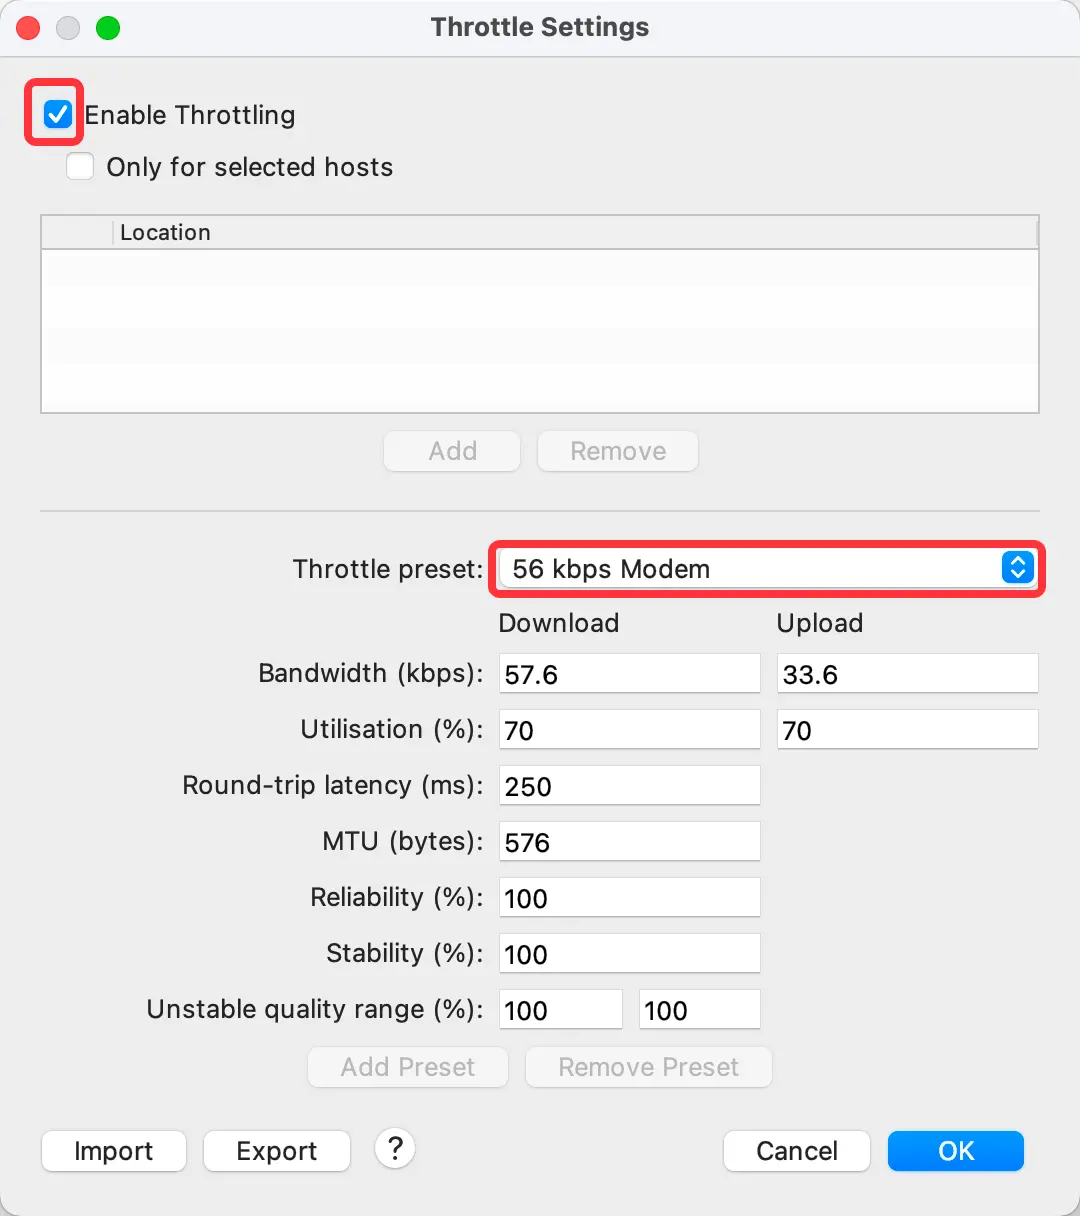 Throttle Settings
Enable Throttling
Only for selected hosts
Location
Add Remove
Throttle preset: 56 kbps Modem
Download Upload
Bandwidth (kbps): 57.6 33.6
Utilisation (%): 70 70
Round-trip latency (ms): 250
MTU (bytes): 576
Reliability (%): 100
Stability (%): 100
Unstable quality range (%): 100 100
Add Preset Remove Preset
Import Export ? Cancel OK